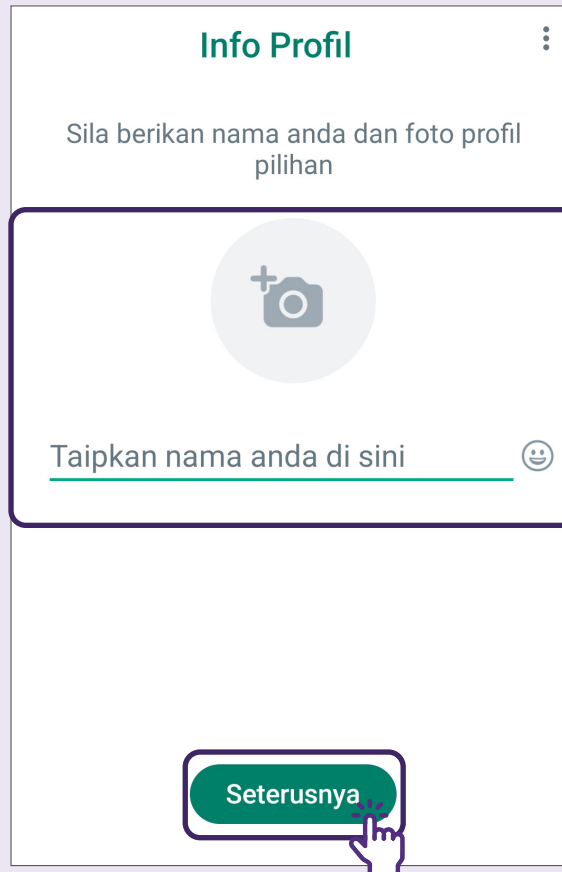 Info Profil
Sila berikan nama anda dan foto profil
pilihan
Taipkan nama anda di sini
Seterusnya